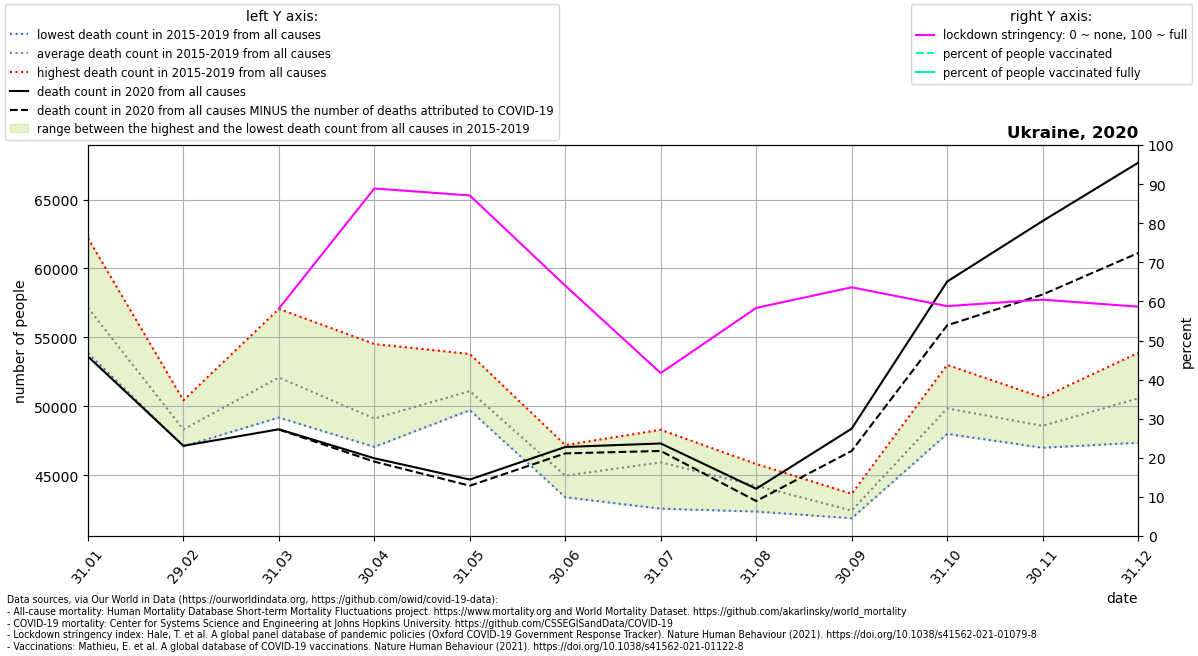 left Y axis:
lowest death count in 2015-2019 from all causes
average death count in 2015-2019 from all causes
highest death count in 2015-2019 from all causes
death count in 2020 from all causes
death count in 2020 from all causes MINUS the number of deaths attributed to COVID-19
range between the highest and the lowest death count from all causes in 2015-2019
right Y axis:
lockdown stringency: 0 ~ none, 100 ~ full
percent of people vaccinated
percent of people vaccinated fully
Ukraine, 2020
number of people
65000
60000
55000
50000
45000
100
90
80
70
60
50
40
30
20
10
0
percent
31.01
29.02
31.03
30.04
31.05
30.06
31.07
31.08
30.09
31.10
30.11
31.12
date
Data sources, via Our World in Data (https://ourworldindata.org, https://github.com/owid/covid-19-data):
- All-cause mortality: Human Mortality Database Short-term Mortality Fluctuations project. https://www.mortality.org and World Mortality Dataset. https://github.com/akarlinsky/world_mortality
- COVID-19 mortality: Center for Systems Science and Engineering at Johns Hopkins University. https://github.com/CSSEGISandData/COVID-19
- Lockdown stringency index: Hale, T. et al. A global panel database of pandemic policies (Oxford COVID-19 Government Response Tracker). Nature Human Behaviour (2021). https://doi.org/10.1038/s41562-021-01079-8
- Vaccinations: Mathieu, E. et al. A global database of COVID-19 vaccinations. Nature Human Behaviour (2021). https://doi.org/10.1038/s41562-021-01122-8